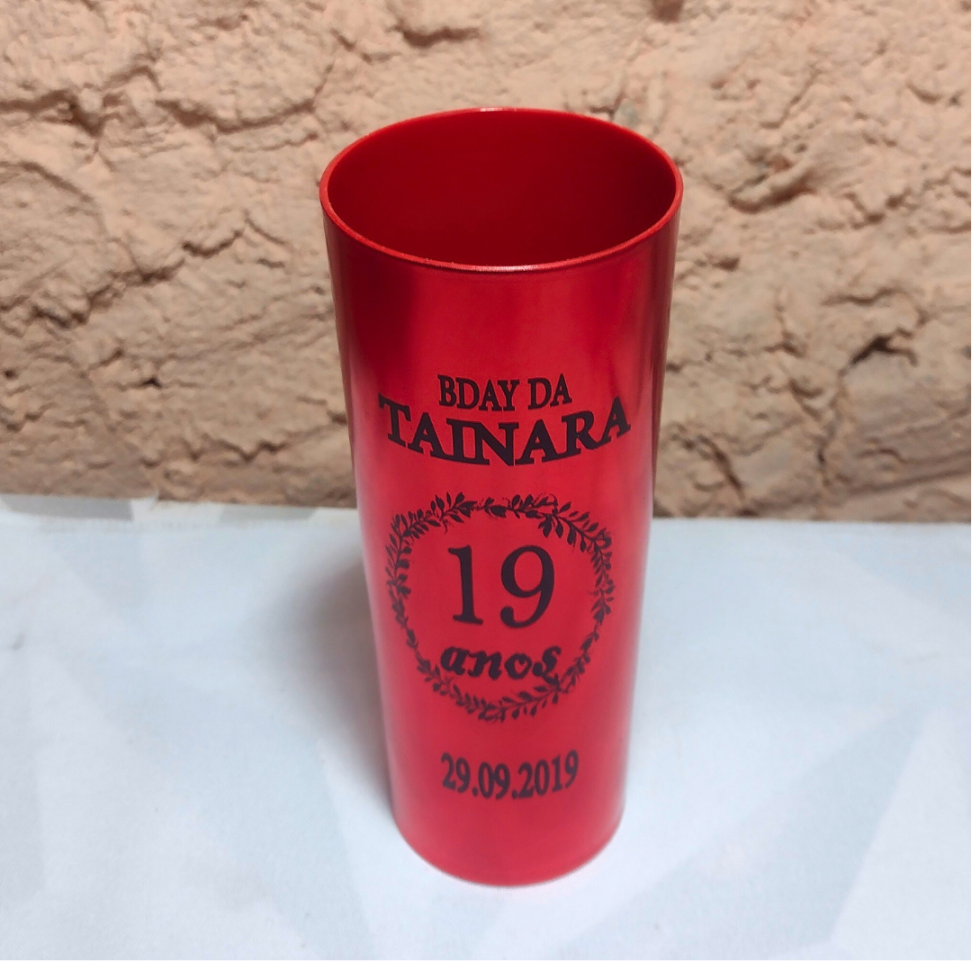 BDAY DA
TAINARA
19
anos
29.09.2019